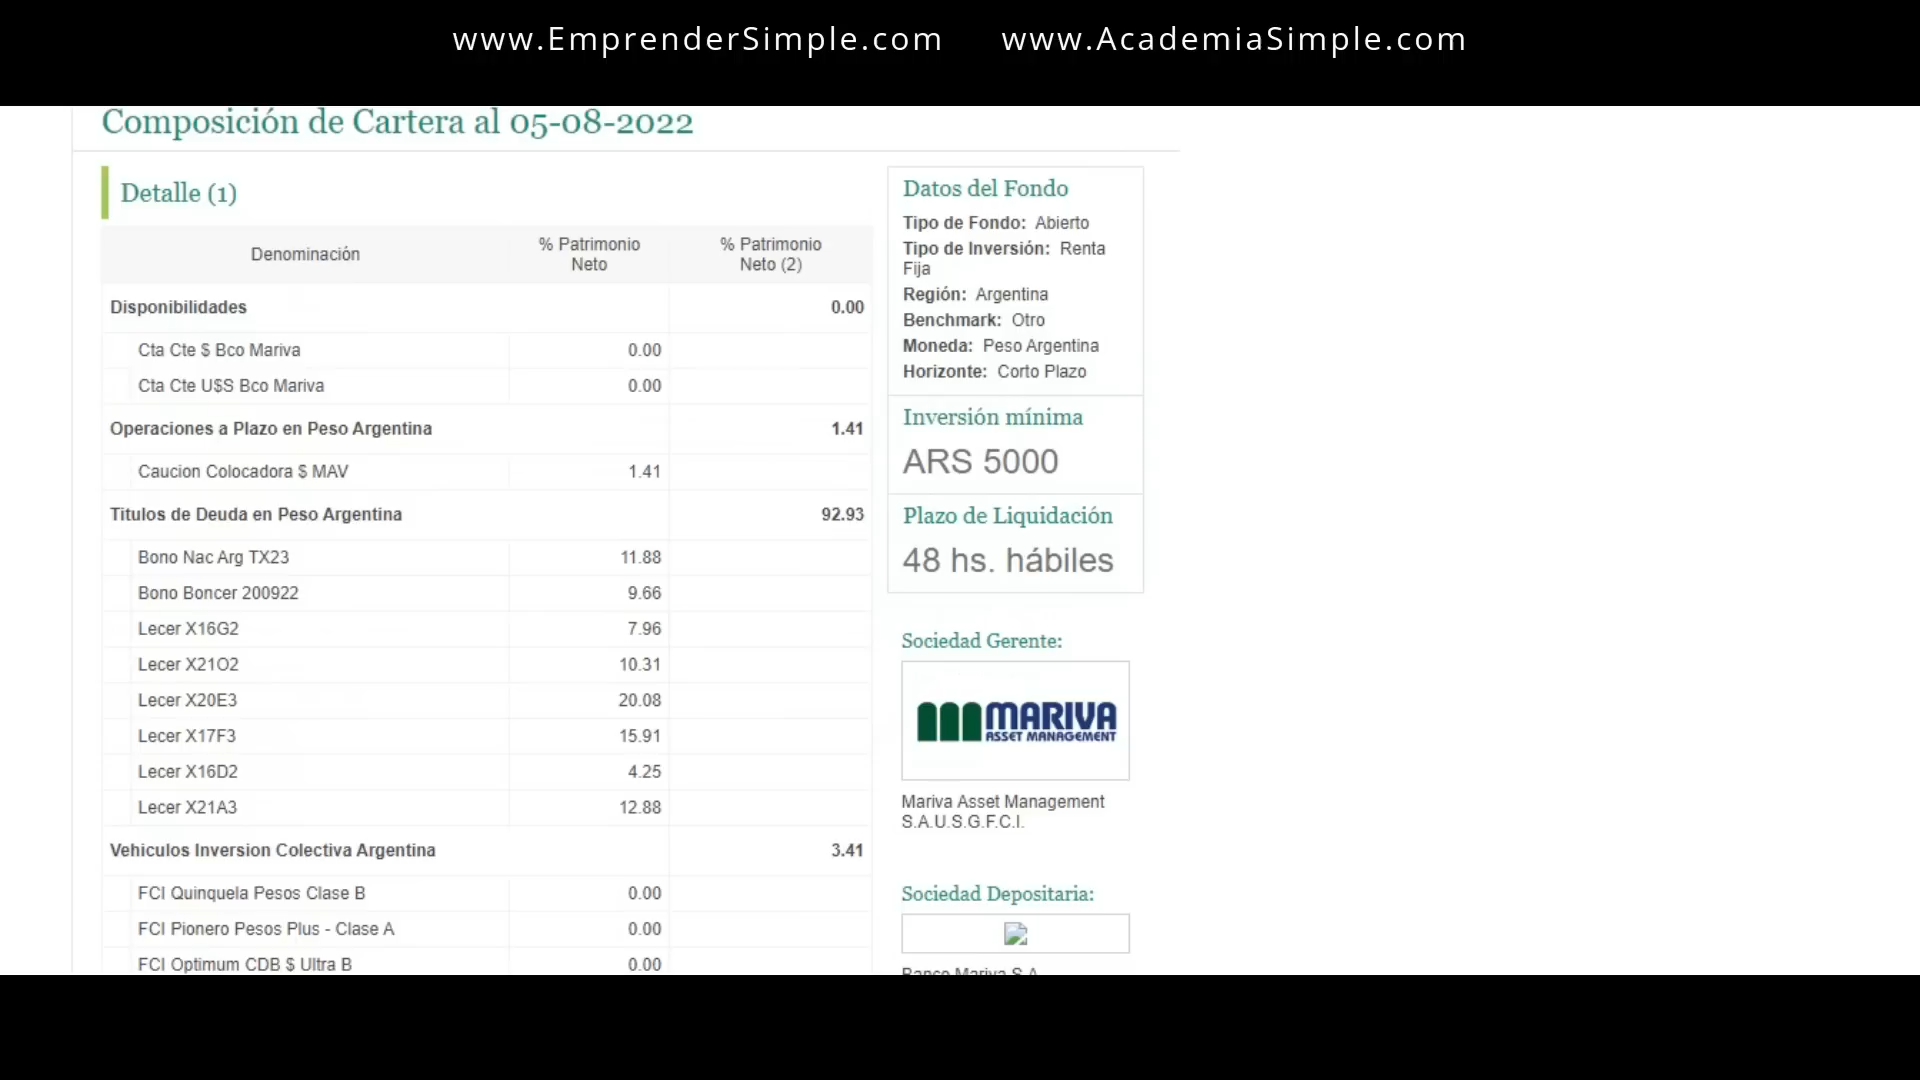 www.EmprenderSimple.com www.AcademiaSimple.com
Composición de Cartera al 05-08-2022
Detalle (1)
Denominación % Patrimonio Neto % Patrimonio Neto (2)
Disponibilidades 0.00
Cta Cte $ Bco Mariva 0.00
Cta Cte U$S Bco Mariva 0.00
Operaciones a Plazo en Peso Argentina 1.41
Caucion Colocadora $ MAV 1.41
Titulos de Deuda en Peso Argentina 92.93
Bono Nac Arg TX23 11.88
Bono Boncer 200922 9.66
Lecer X16G2 7.96
Lecer X21O2 10.31
Lecer X20E3 20.08
Lecer X17F3 15.91
Lecer X16D2 4.25
Lecer X21A3 12.88
Vehiculos Inversion Colectiva Argentina 3.41
FCI Quinquela Pesos Clase B 0.00
FCI Pionero Pesos Plus - Clase A 0.00
FCI Optimum CDB $ Ultra B 0.00
Datos del Fondo
Tipo de Fondo: Abierto
Tipo de Inversión: Renta
Fija
Región: Argentina
Benchmark: Otro
Moneda: Peso Argentina
Horizonte: Corto Plazo
Inversión mínima
ARS 5000
Plazo de Liquidación
48 hs. hábiles
Sociedad Gerente:
MARIVA
ASSET MANAGEMENT
Mariva Asset Management
S.A.U.S.G.F.C.I.
Sociedad Depositaria:
Banco Mariva S.A.